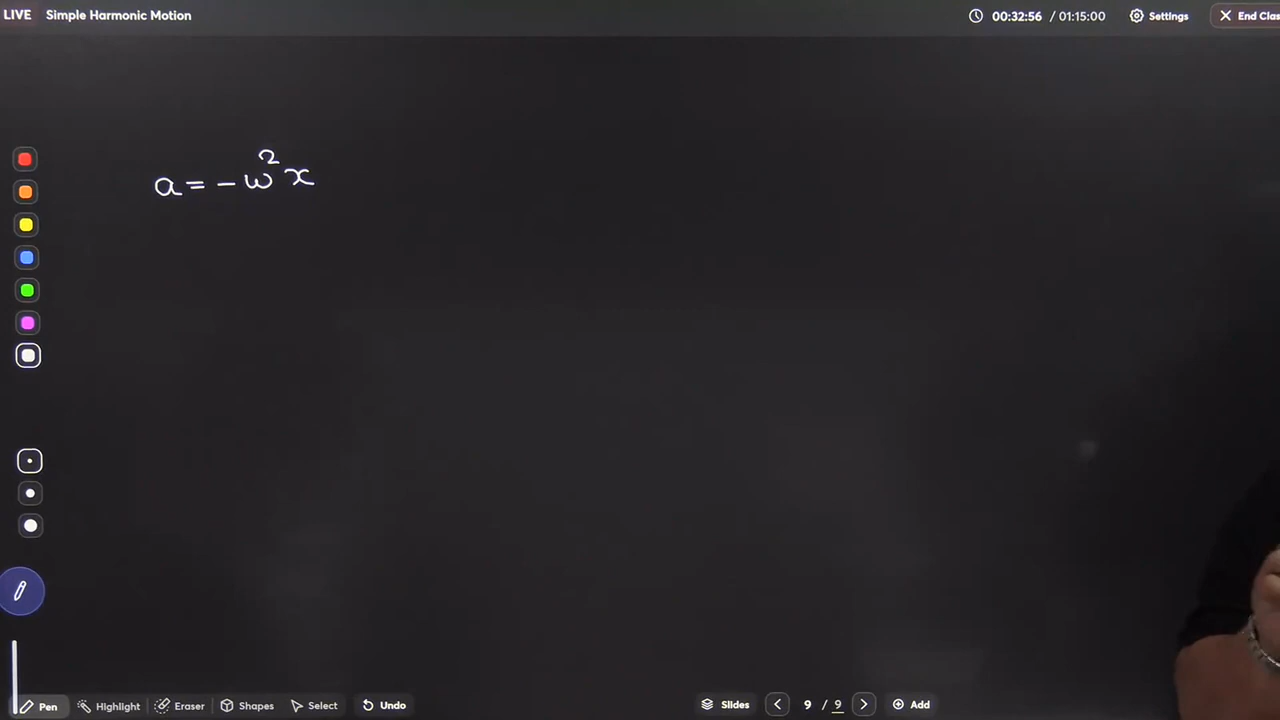 LIVE Simple Harmonic Motion 00:32:56 / 01:15:00 Settings End Clas
a = -ω²x
Pen Highlight Eraser Shapes Select Undo Slides 9 / 9 Add